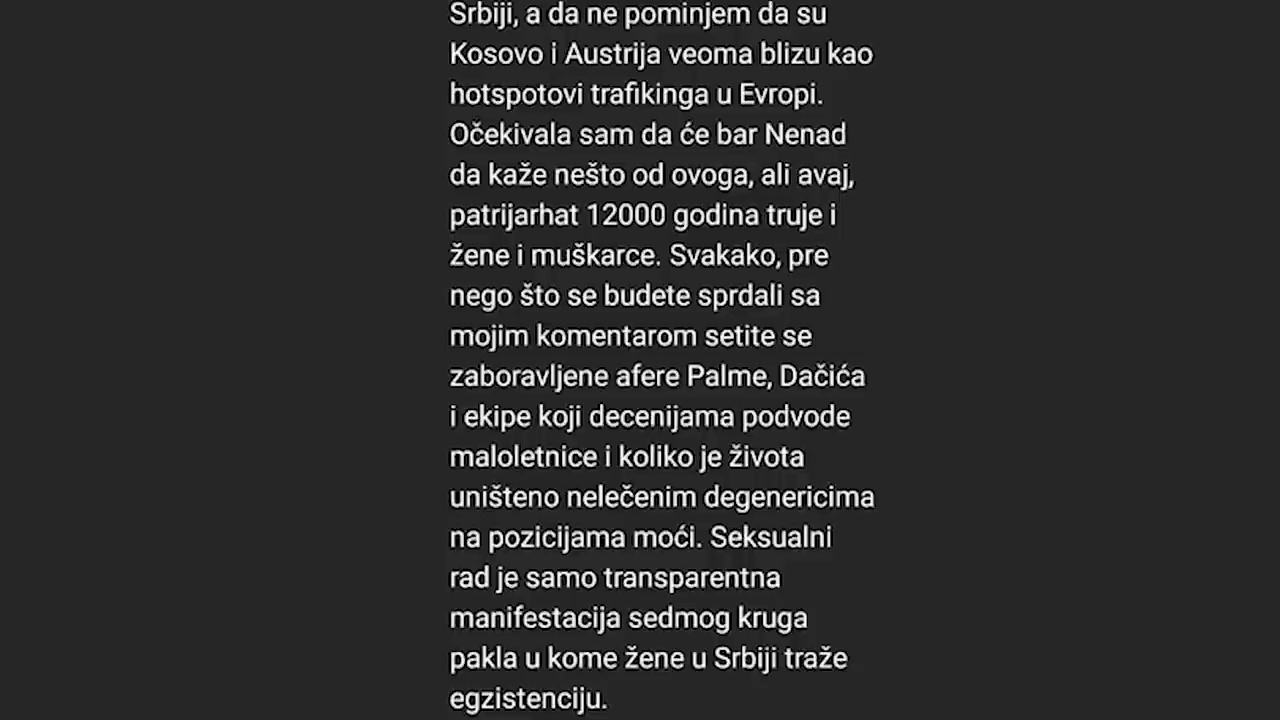 Srbiji, a da ne pominjem da su
Kosovo i Austrija veoma blizu kao
hotspotovi trafikinga u Evropi.
Očekivala sam da će bar Nenad
da kaže nešto od ovoga, ali avaj,
patrijarhat 12000 godina truje i
žene i muškarce. Svakako, pre
nego što se budete sprdali sa
mojim komentarom setite se
zaboravljene afere Palme, Dačića
i ekipe koji decenijama podvode
maloletnice i koliko je života
uništeno nelečenim degenericima
na pozicijama moći. Seksualni
rad je samo transparentna
manifestacija sedmog kruga
pakla u kome žene u Srbiji traže
egzistenciju.